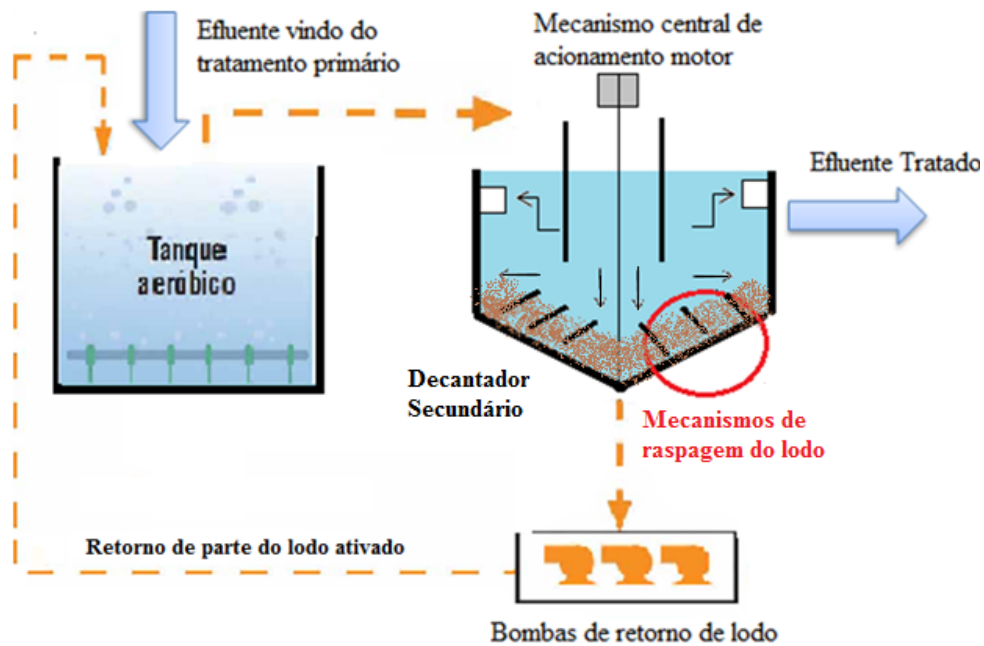 Efluente vindo do
tratamento primário
Mecanismo central de
acionamento motor
Efluente Tratado
Tanque
aeróbico
Decantador
Secundário
Mecanismos de
raspagem do lodo
Retorno de parte do lodo ativado
Bombas de retorno de lodo